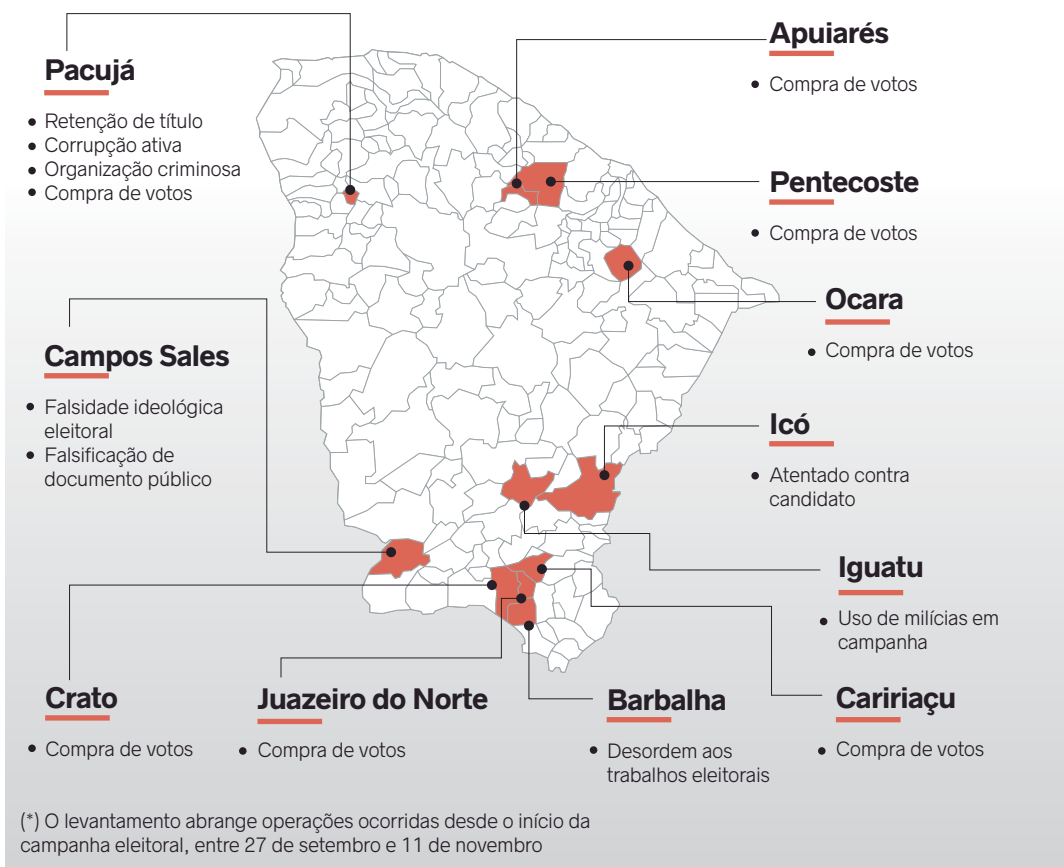 Pacujá
• Retenção de título
• Corrupção ativa
• Organização criminosa
• Compra de votos
Apuiarés
• Compra de votos
Pentecoste
• Compra de votos
Ocara
• Compra de votos
Campos Sales
• Falsidade ideológica
eleitoral
• Falsificação de
documento público
Icó
• Atentado contra
candidato
Iguatu
• Uso de milícias em
campanha
Crato
• Compra de votos
Juazeiro do Norte
• Compra de votos
Barbalha
• Desordem aos
trabalhos eleitorais
Caririaçu
• Compra de votos
(*) O levantamento abrange operações ocorridas desde o início da
campanha eleitoral, entre 27 de setembro e 11 de novembro